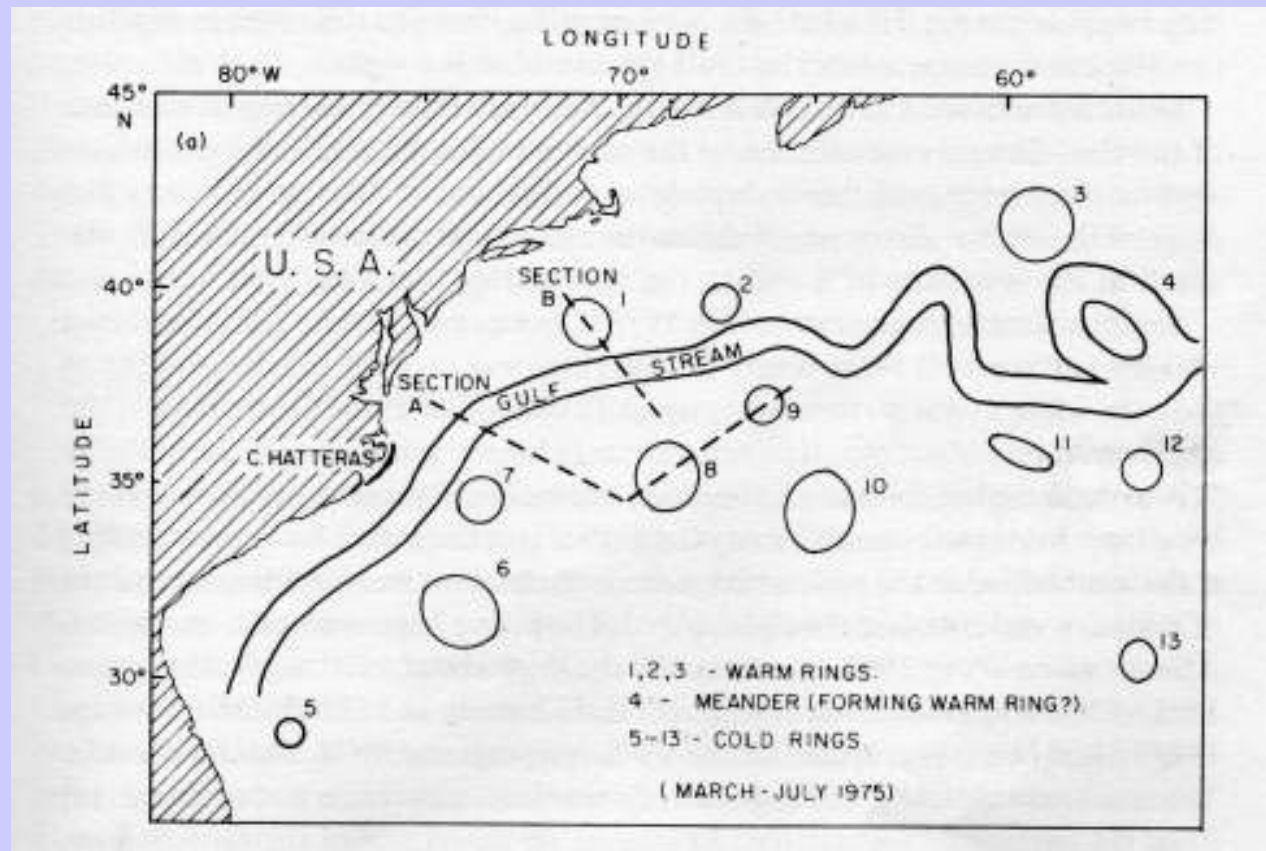 LONGITUDE
80°W 70° 60°
45°
N
(a)
3
U.S.A.
SECTION
B 1 2 4
40°
STREAM
SECTION
A GULF
9
LATITUDE
C. HATTERAS
11 12
35°
7 8 10
6
13
1,2,3 - WARM RINGS.
30°
4 - MEANDER (FORMING WARM RING?)
5
5-13 - COLD RINGS
(MARCH - JULY 1975)